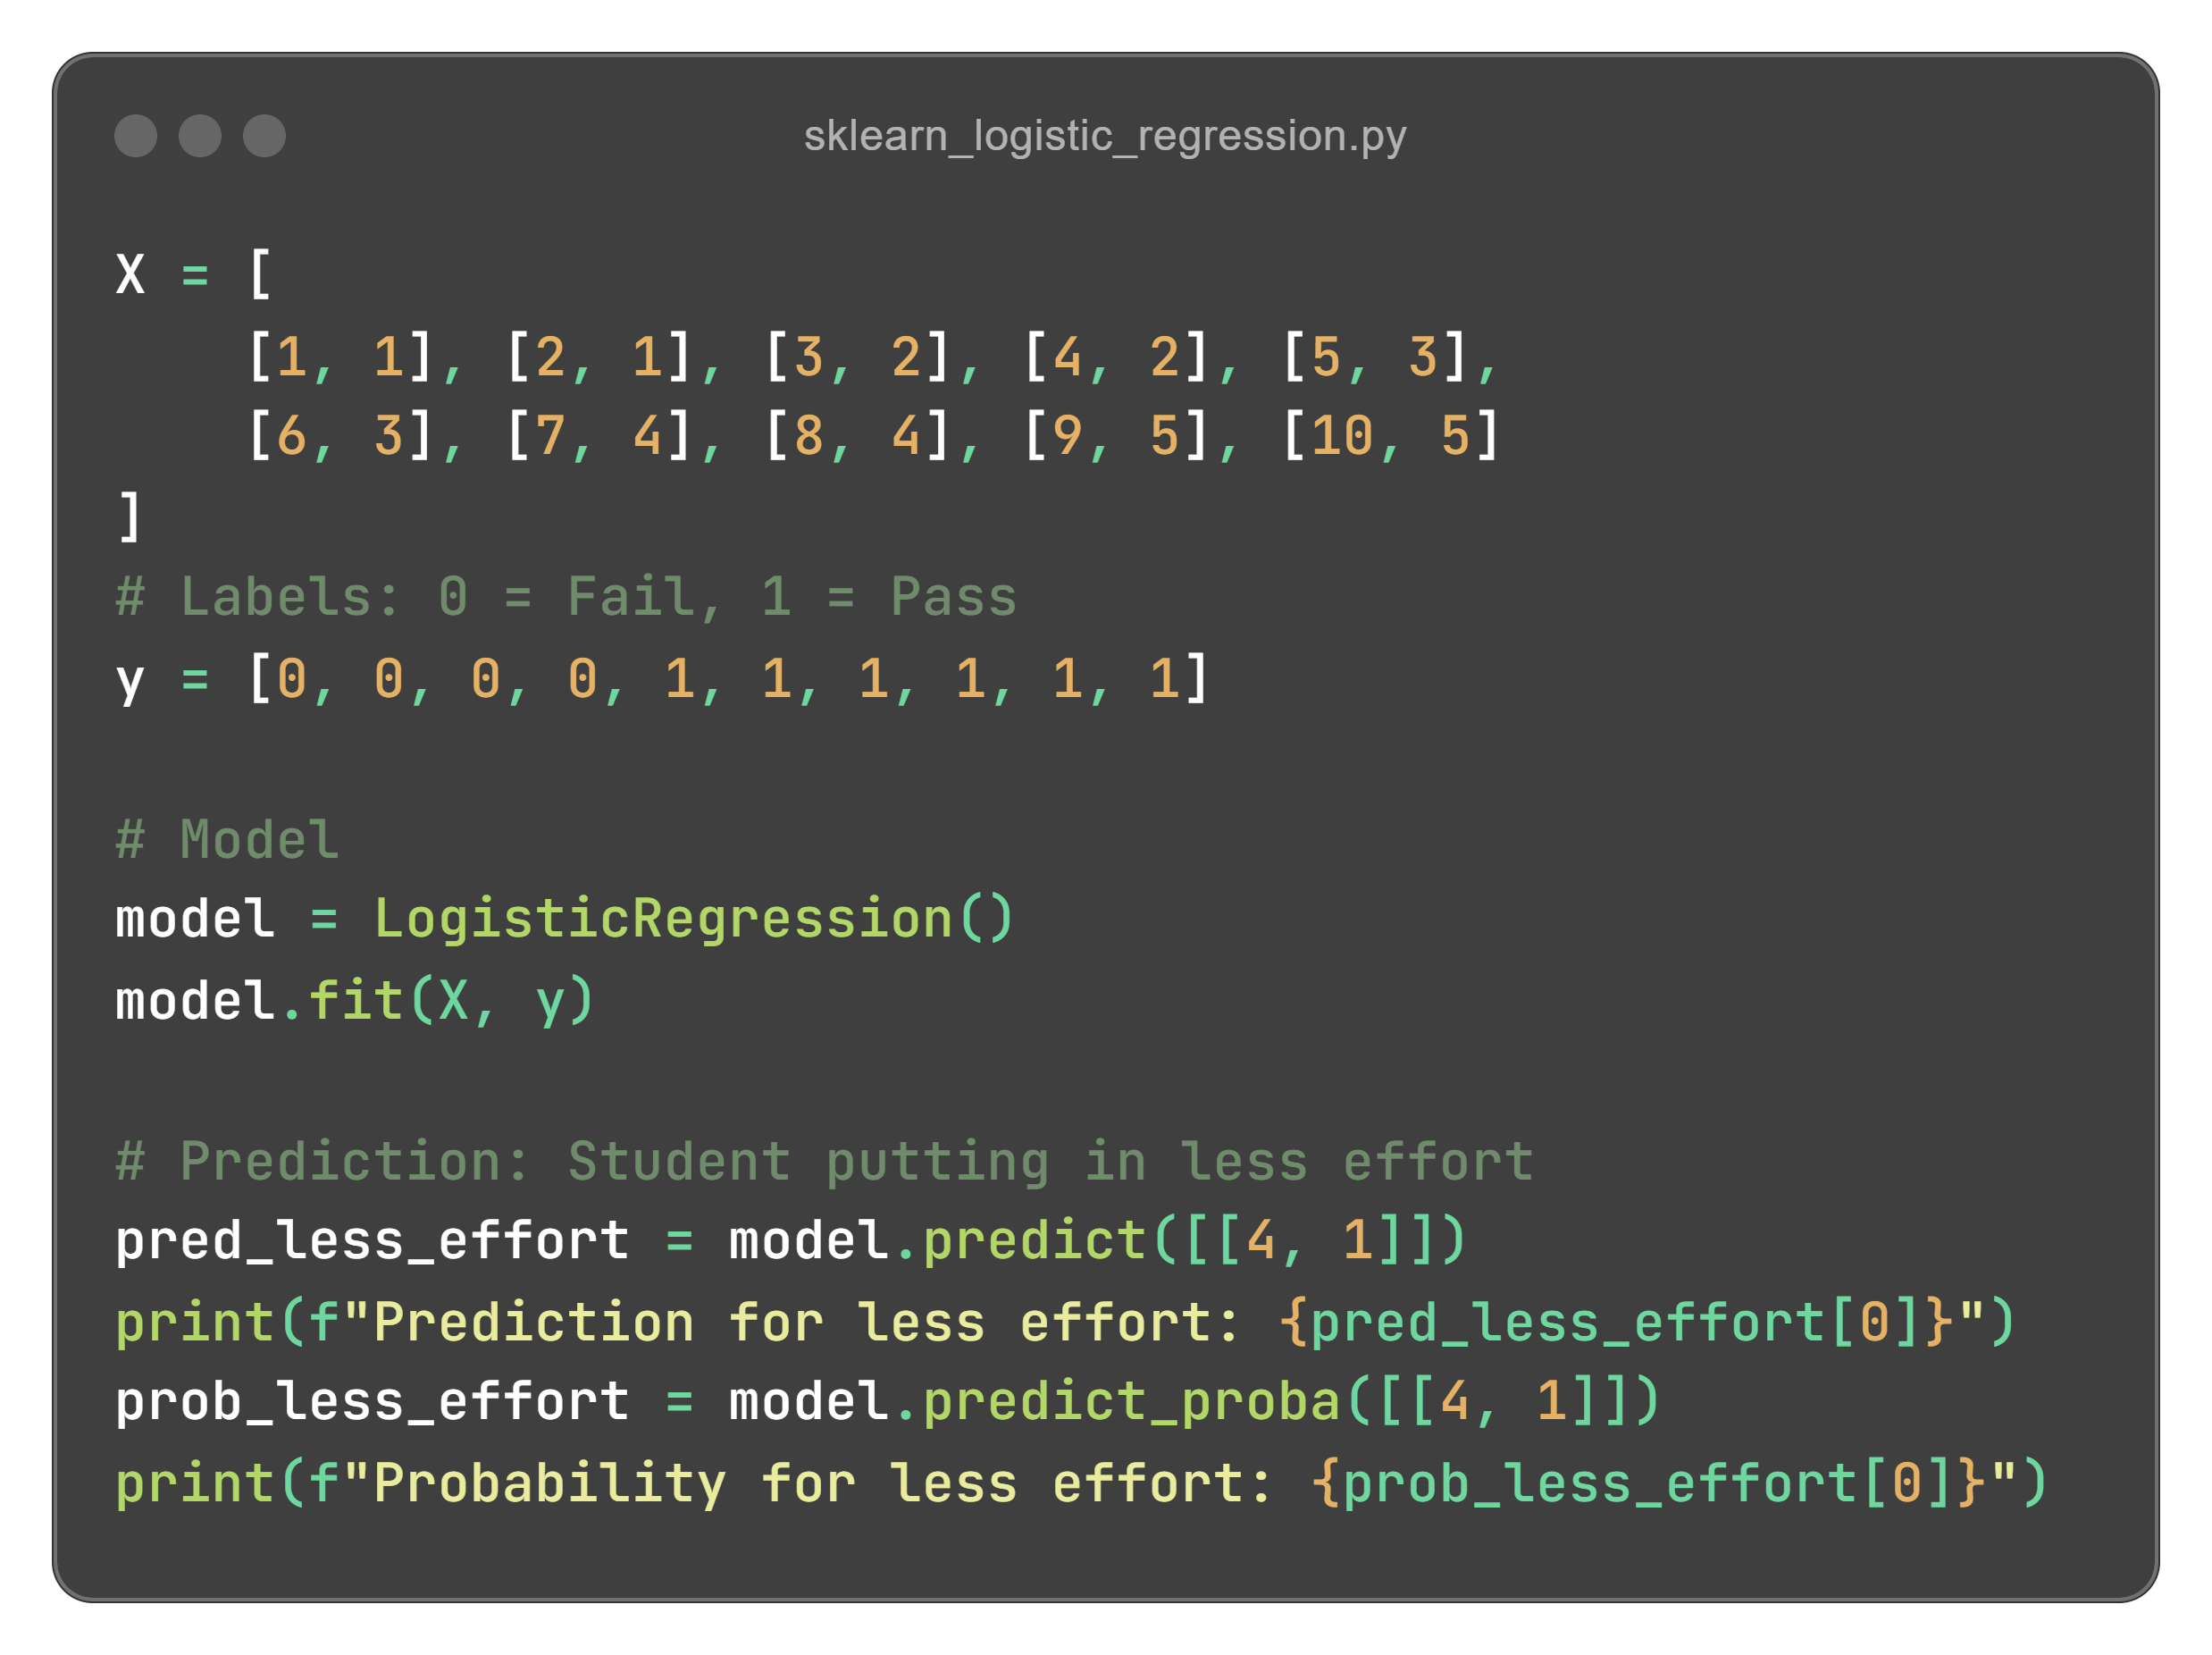 sklearn_logistic_regression.py
X = [
    [1, 1], [2, 1], [3, 2], [4, 2], [5, 3],
    [6, 3], [7, 4], [8, 4], [9, 5], [10, 5]
]
# Labels: 0 = Fail, 1 = Pass
y = [0, 0, 0, 0, 1, 1, 1, 1, 1, 1]
# Model
model = LogisticRegression()
model.fit(X, y)
# Prediction: Student putting in less effort
pred_less_effort = model.predict([[4, 1]])
print(f"Prediction for less effort: {pred_less_effort[0]}")
prob_less_effort = model.predict_proba([[4, 1]])
print(f"Probability for less effort: {prob_less_effort[0]}")